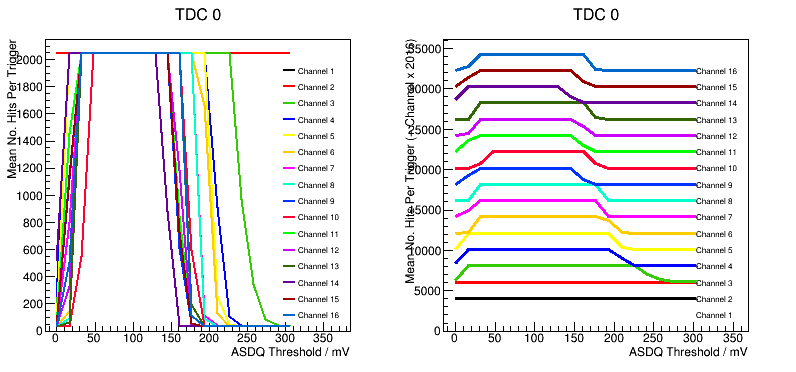 TDC 0
Mean No. Hits Per Trigger
2000
1800
1600
1400
1200
1000
800
600
400
200
0
0 50 100 150 200 250 300 350
ASDQ Threshold / mV
Channel 1
Channel 2
Channel 3
Channel 4
Channel 5
Channel 6
Channel 7
Channel 8
Channel 9
Channel 10
Channel 11
Channel 12
Channel 13
Channel 14
Channel 15
Channel 16
TDC 0
Mean No. Hits Per Trigger (+ Channel x 2016)
35000
30000
25000
20000
15000
10000
5000
0
0 50 100 150 200 250 300 350
ASDQ Threshold / mV
Channel 16
Channel 15
Channel 14
Channel 13
Channel 12
Channel 11
Channel 10
Channel 9
Channel 8
Channel 7
Channel 6
Channel 5
Channel 4
Channel 3
Channel 2
Channel 1